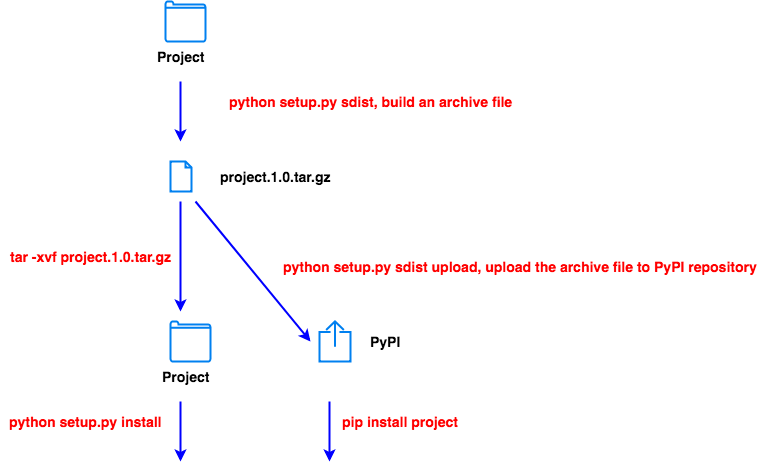 Project
python setup.py sdist, build an archive file
project.1.0.tar.gz
tar -xvf project.1.0.tar.gz
python setup.py sdist upload, upload the archive file to PyPI repository
PyPI
Project
python setup.py install
pip install project